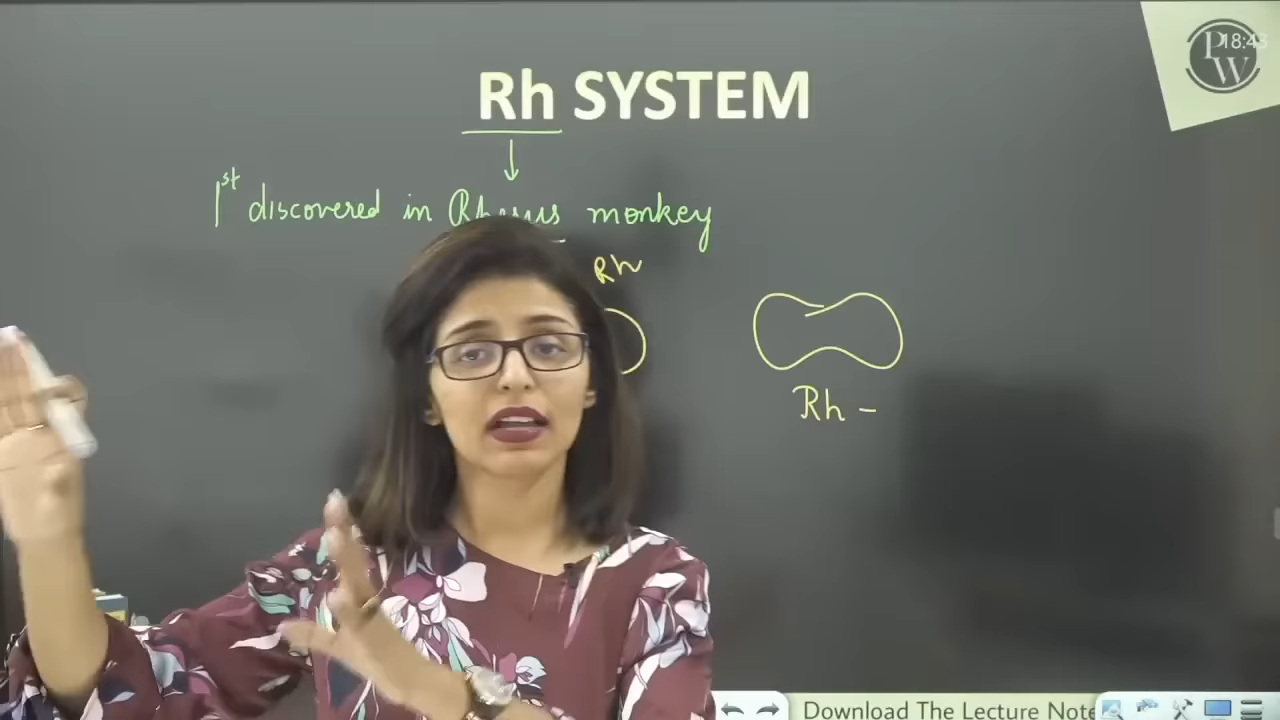 PW
18:43
Rh SYSTEM
1st discovered in Rhesus monkey
Rh
Rh -
Download The Lecture Note